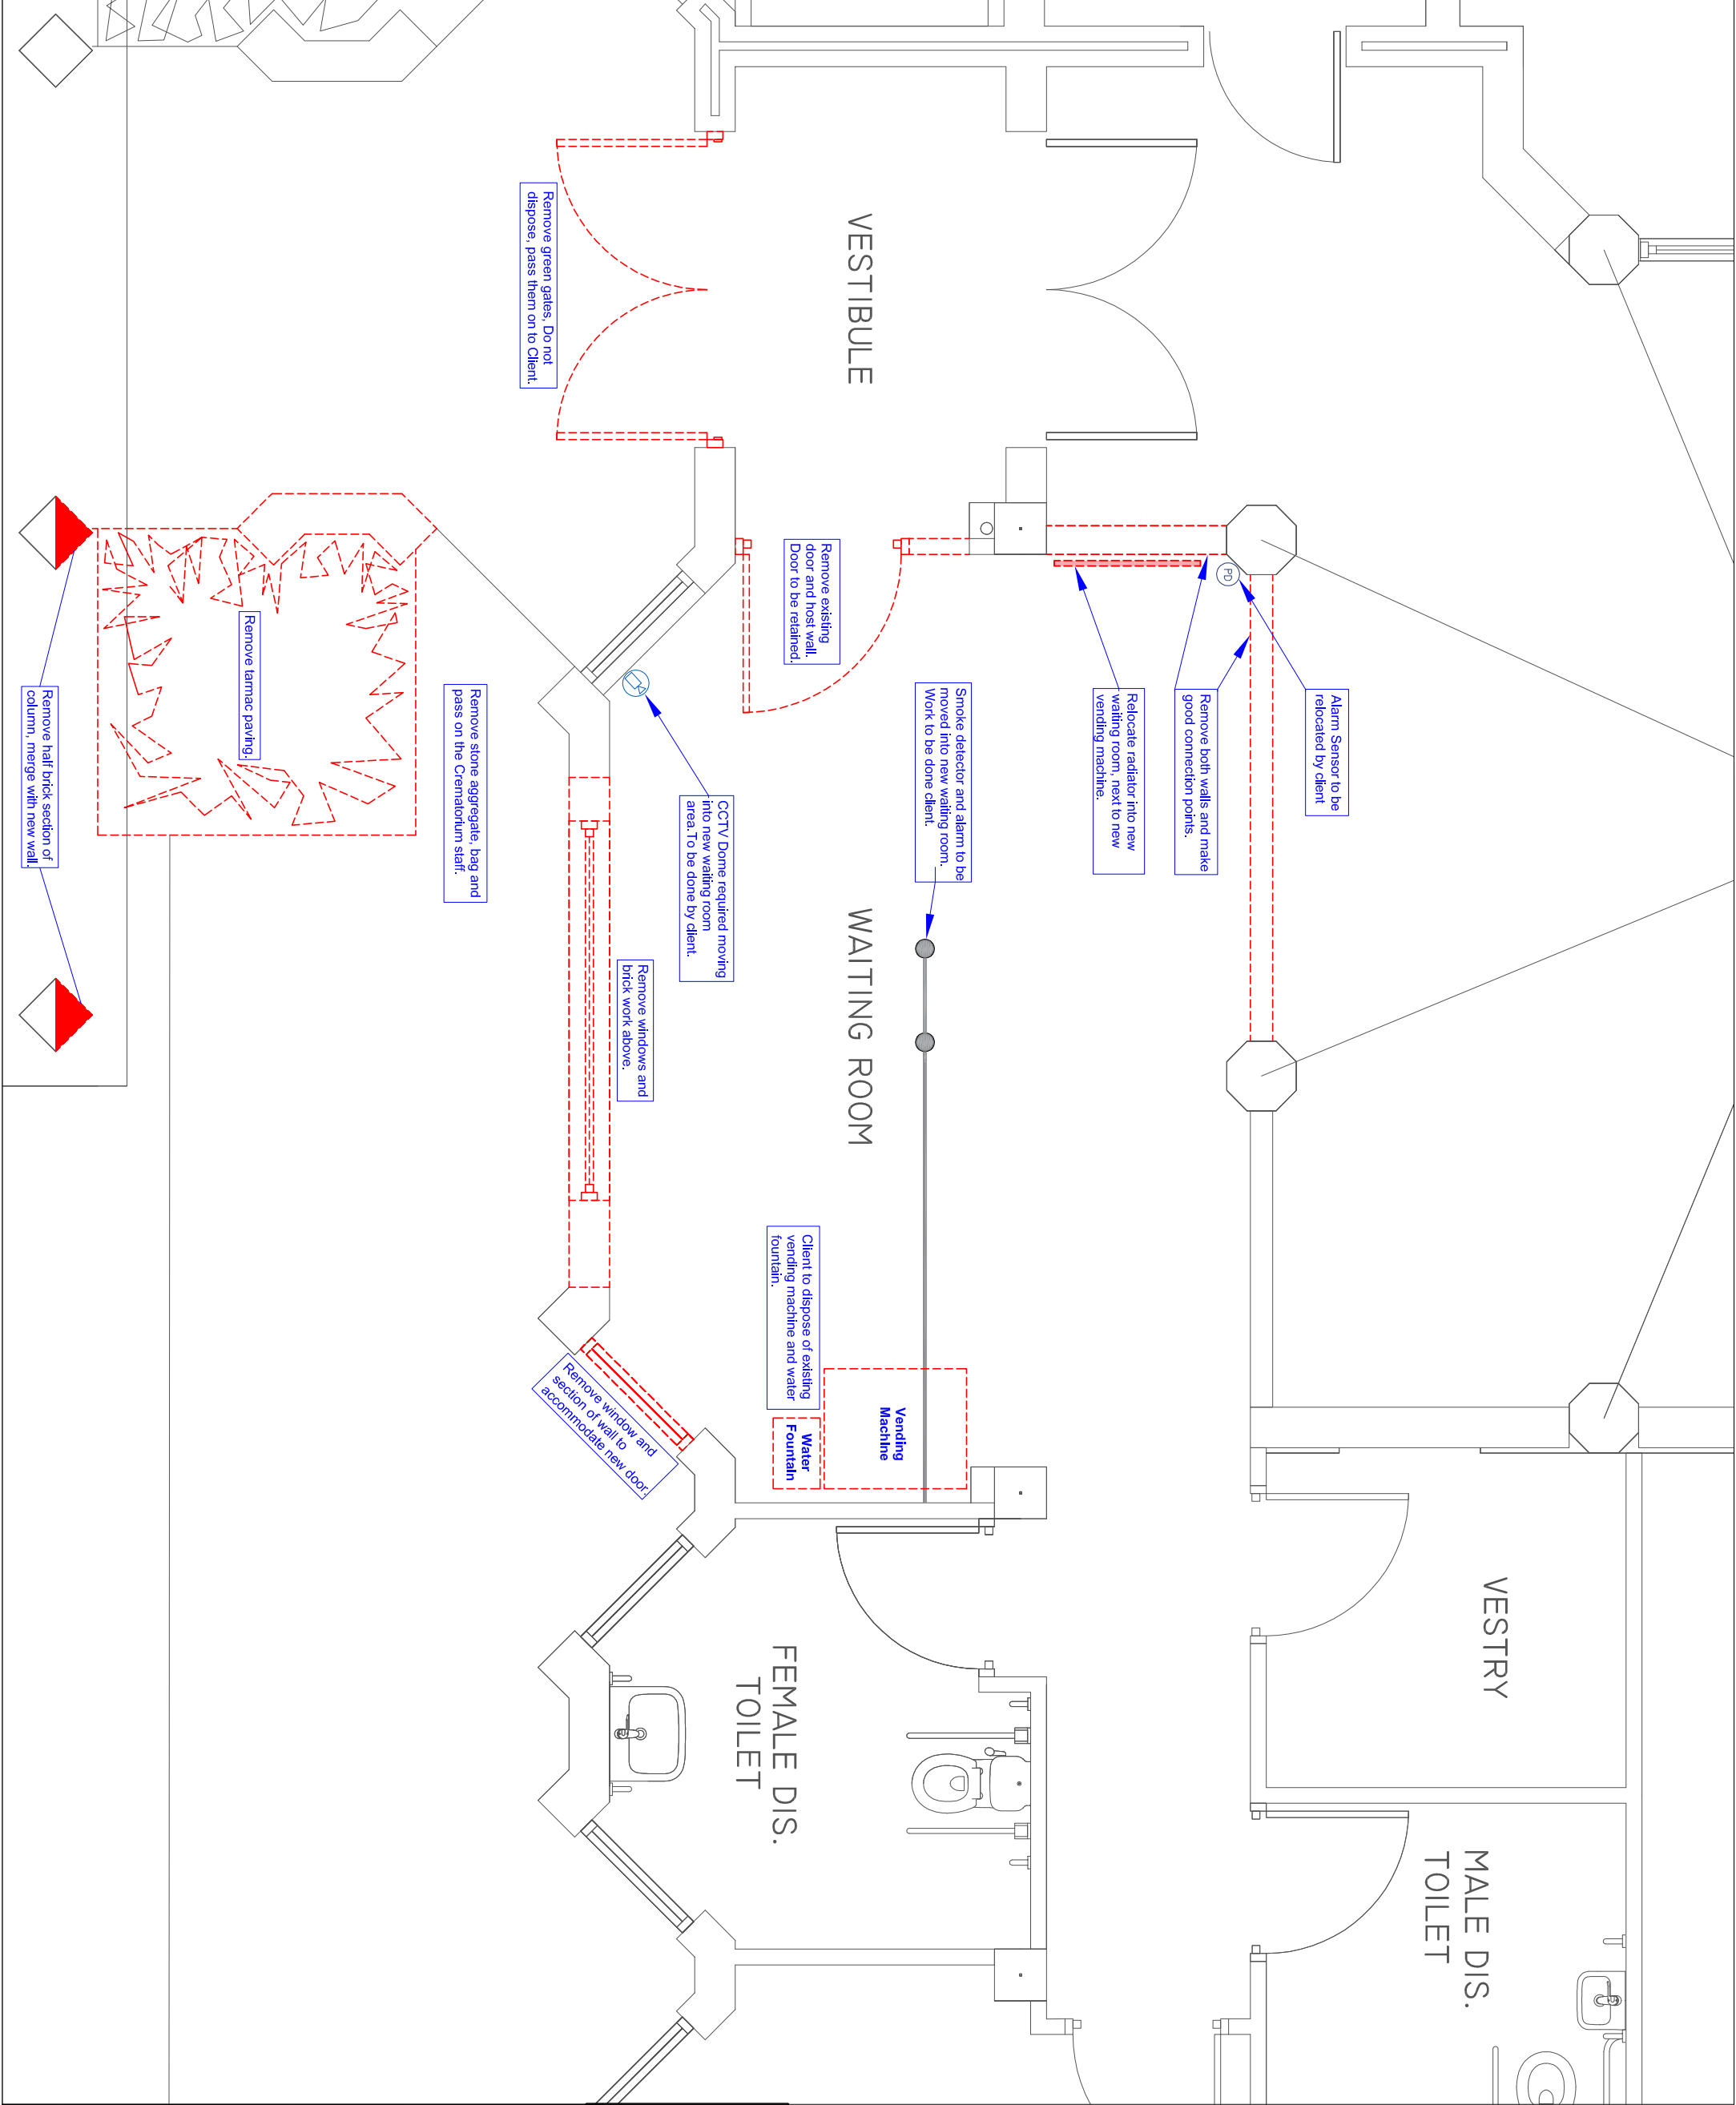 VESTRY
MALE DIS.
TOILET
Alarm Sensor to be
relocated by client
Remove both walls and make
good connection points.
Relocate radiator into new
waiting room, next to new
vending machine.
PD
Smoke detector and alarm to be
moved into new waiting room.
Work to be done client.
VESTIBULE
Remove existing
door and host wall.
Door to be retained.
WAITING ROOM
Vending
Machine
Water
Fountain
Client to dispose of existing
vending machine and water
fountain.
FEMALE DIS.
TOILET
CCTV Dome required moving
into new waiting room
area.To be done by client.
Remove windows and
brick work above.
Remove window and
section of wall to
accommodate new door.
Remove green gates, Do not
dispose, pass them on to Client.
Remove stone aggregate, bag and
pass on the Crematorium staff.
Remove tarmac paving.
Remove half brick section of
column, merge with new wall.